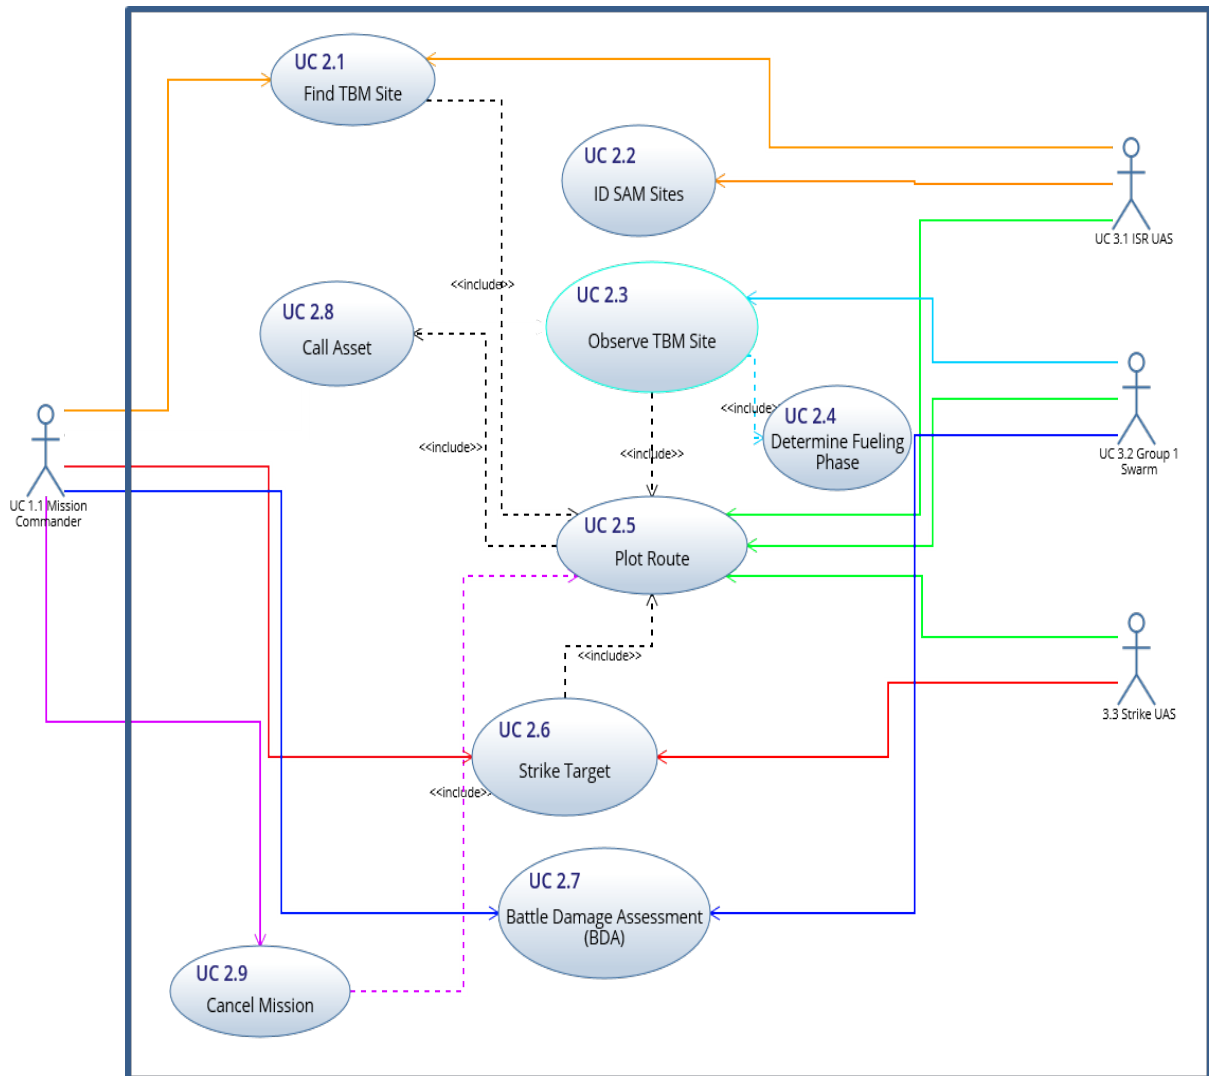 UC 2.1
Find TBM Site
UC 2.2
ID SAM Sites
UC 3.1 ISR UAS
<<include>>
UC 2.3
Observe TBM Site
UC 2.8
Call Asset
<<include>>
UC 2.4
Determine Fueling
Phase
<<include>>
<<include>>
UC 3.2 Group 1
Swarm
UC 1.1 Mission
Commander
UC 2.5
Plot Route
<<include>>
3.3 Strike UAS
UC 2.6
Strike Target
<<include>>
UC 2.7
Battle Damage Assessment
(BDA)
UC 2.9
Cancel Mission